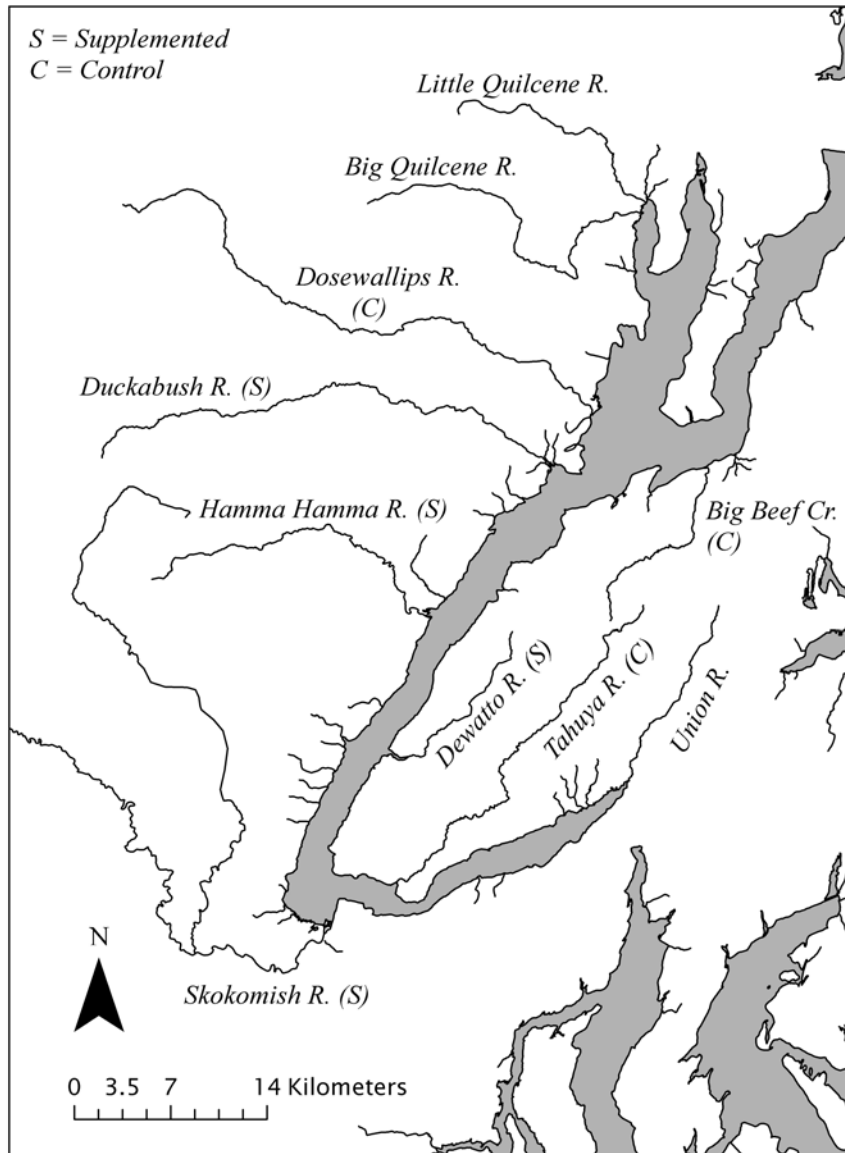 S = Supplemented
C = Control
Little Quilcene R.
Big Quilcene R.
Dosewallips R.
(C)
Duckabush R. (S)
Hamma Hamma R. (S)
Big Beef Cr.
(C)
Dewatto R. (S)
Tahuya R. (C)
Union R.
Skokomish R. (S)
N
0 3.5 7 14 Kilometers